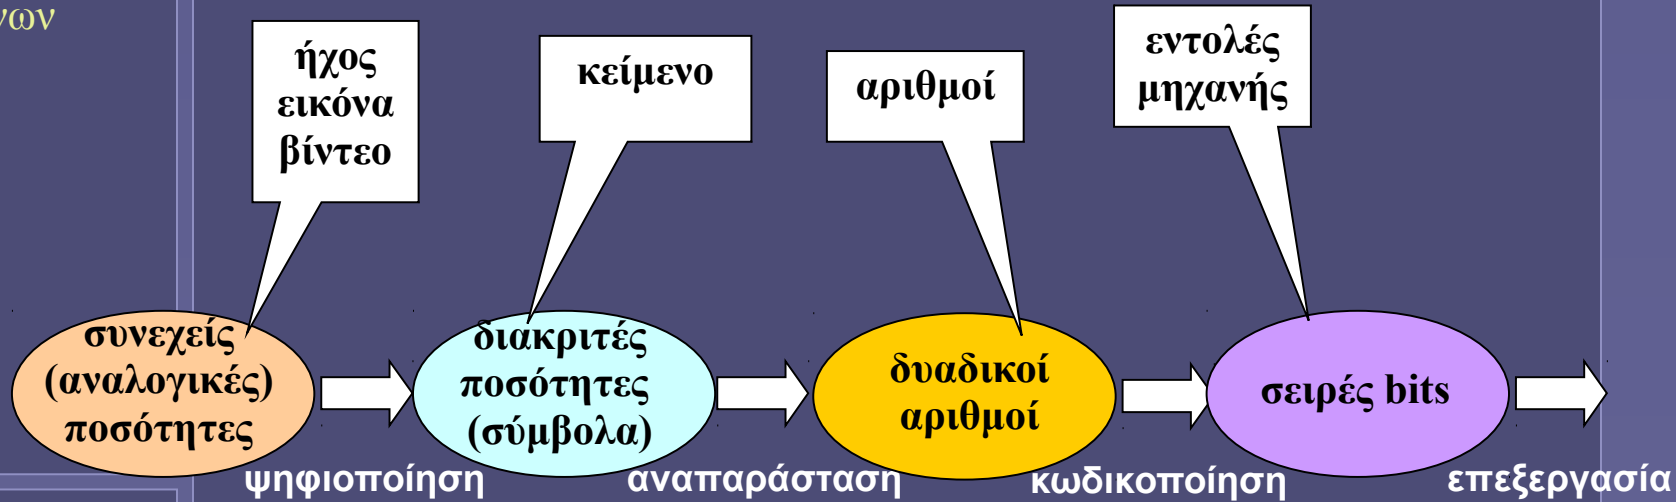 ήχος
εικόνα
βίντεο
κείμενο
αριθμοί
εντολές
μηχανής
συνεχείς
(αναλογικές)
ποσότητες
διακριτές
ποσότητες
(σύμβολα)
δυαδικοί
αριθμοί
σειρές bits
ψηφιοποίηση
αναπαράσταση
κωδικοποίηση
επεξεργασία